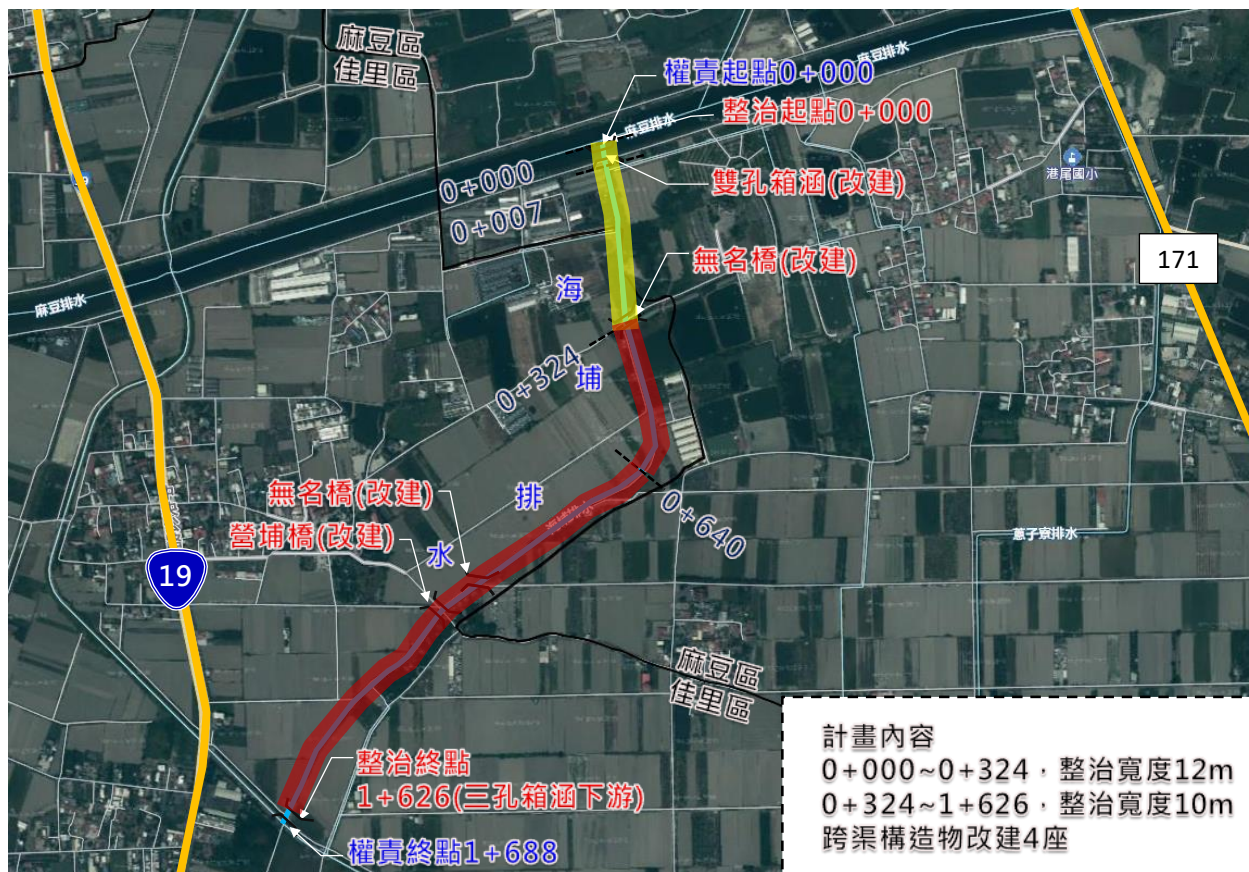 麻豆區
佳里區
權責起點0+000
麻豆排水
麻豆排水
整治起點0+000
0+000
雙孔箱涵(改建)
港尾國小
0+007
無名橋(改建)
171
海
麻豆排水
0+324
埔
無名橋(改建)
排
0+640
營埔橋(改建)
水
蔥子寮排水
19
麻豆區
佳里區
計畫內容
0+000~0+324,整治寬度12m
0+324~1+626,整治寬度10m
跨渠構造物改建4座
整治終點
1+626(三孔箱涵下游)
權責終點1+688